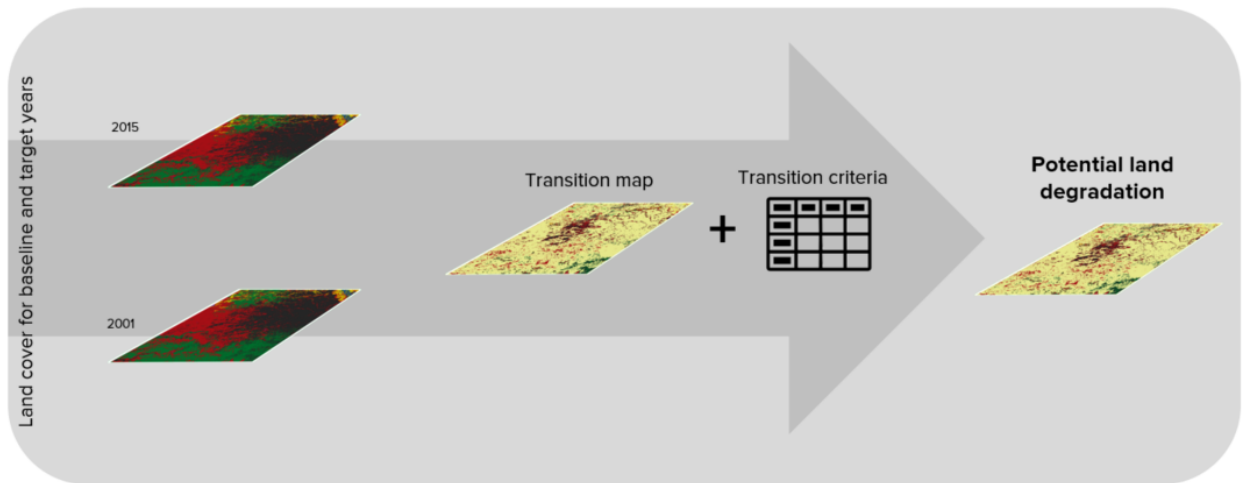 Land cover for baseline and target years
2015
2001
Transition map
+
Transition criteria
Potential land
degradation